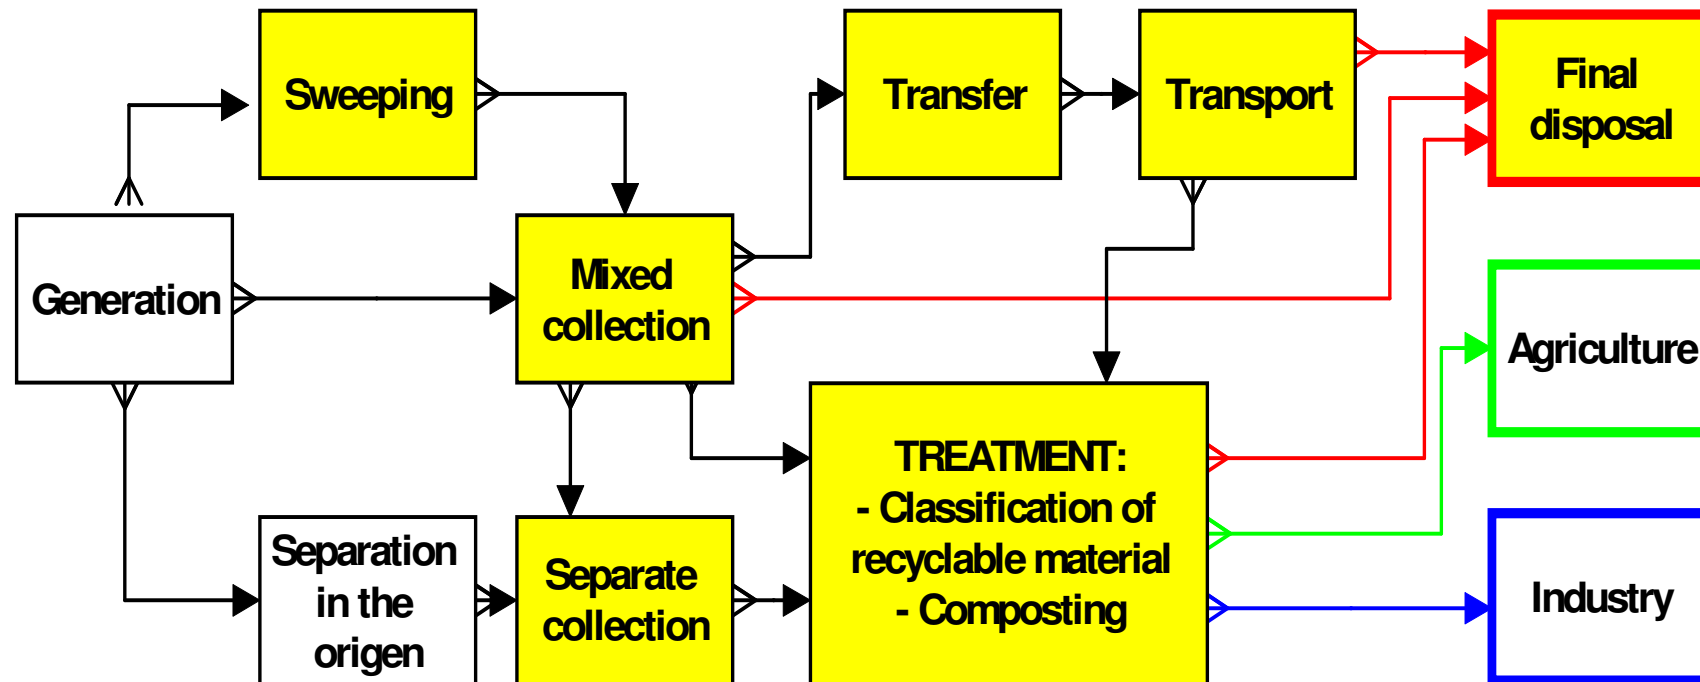 Sweeping
Transfer
Transport
Final
disposal
Generation
Mixed
collection
Agriculture
TREATMENT:
- Classification of
recyclable material
- Composting
Separation
in the
origen
Separate
collection
Industry